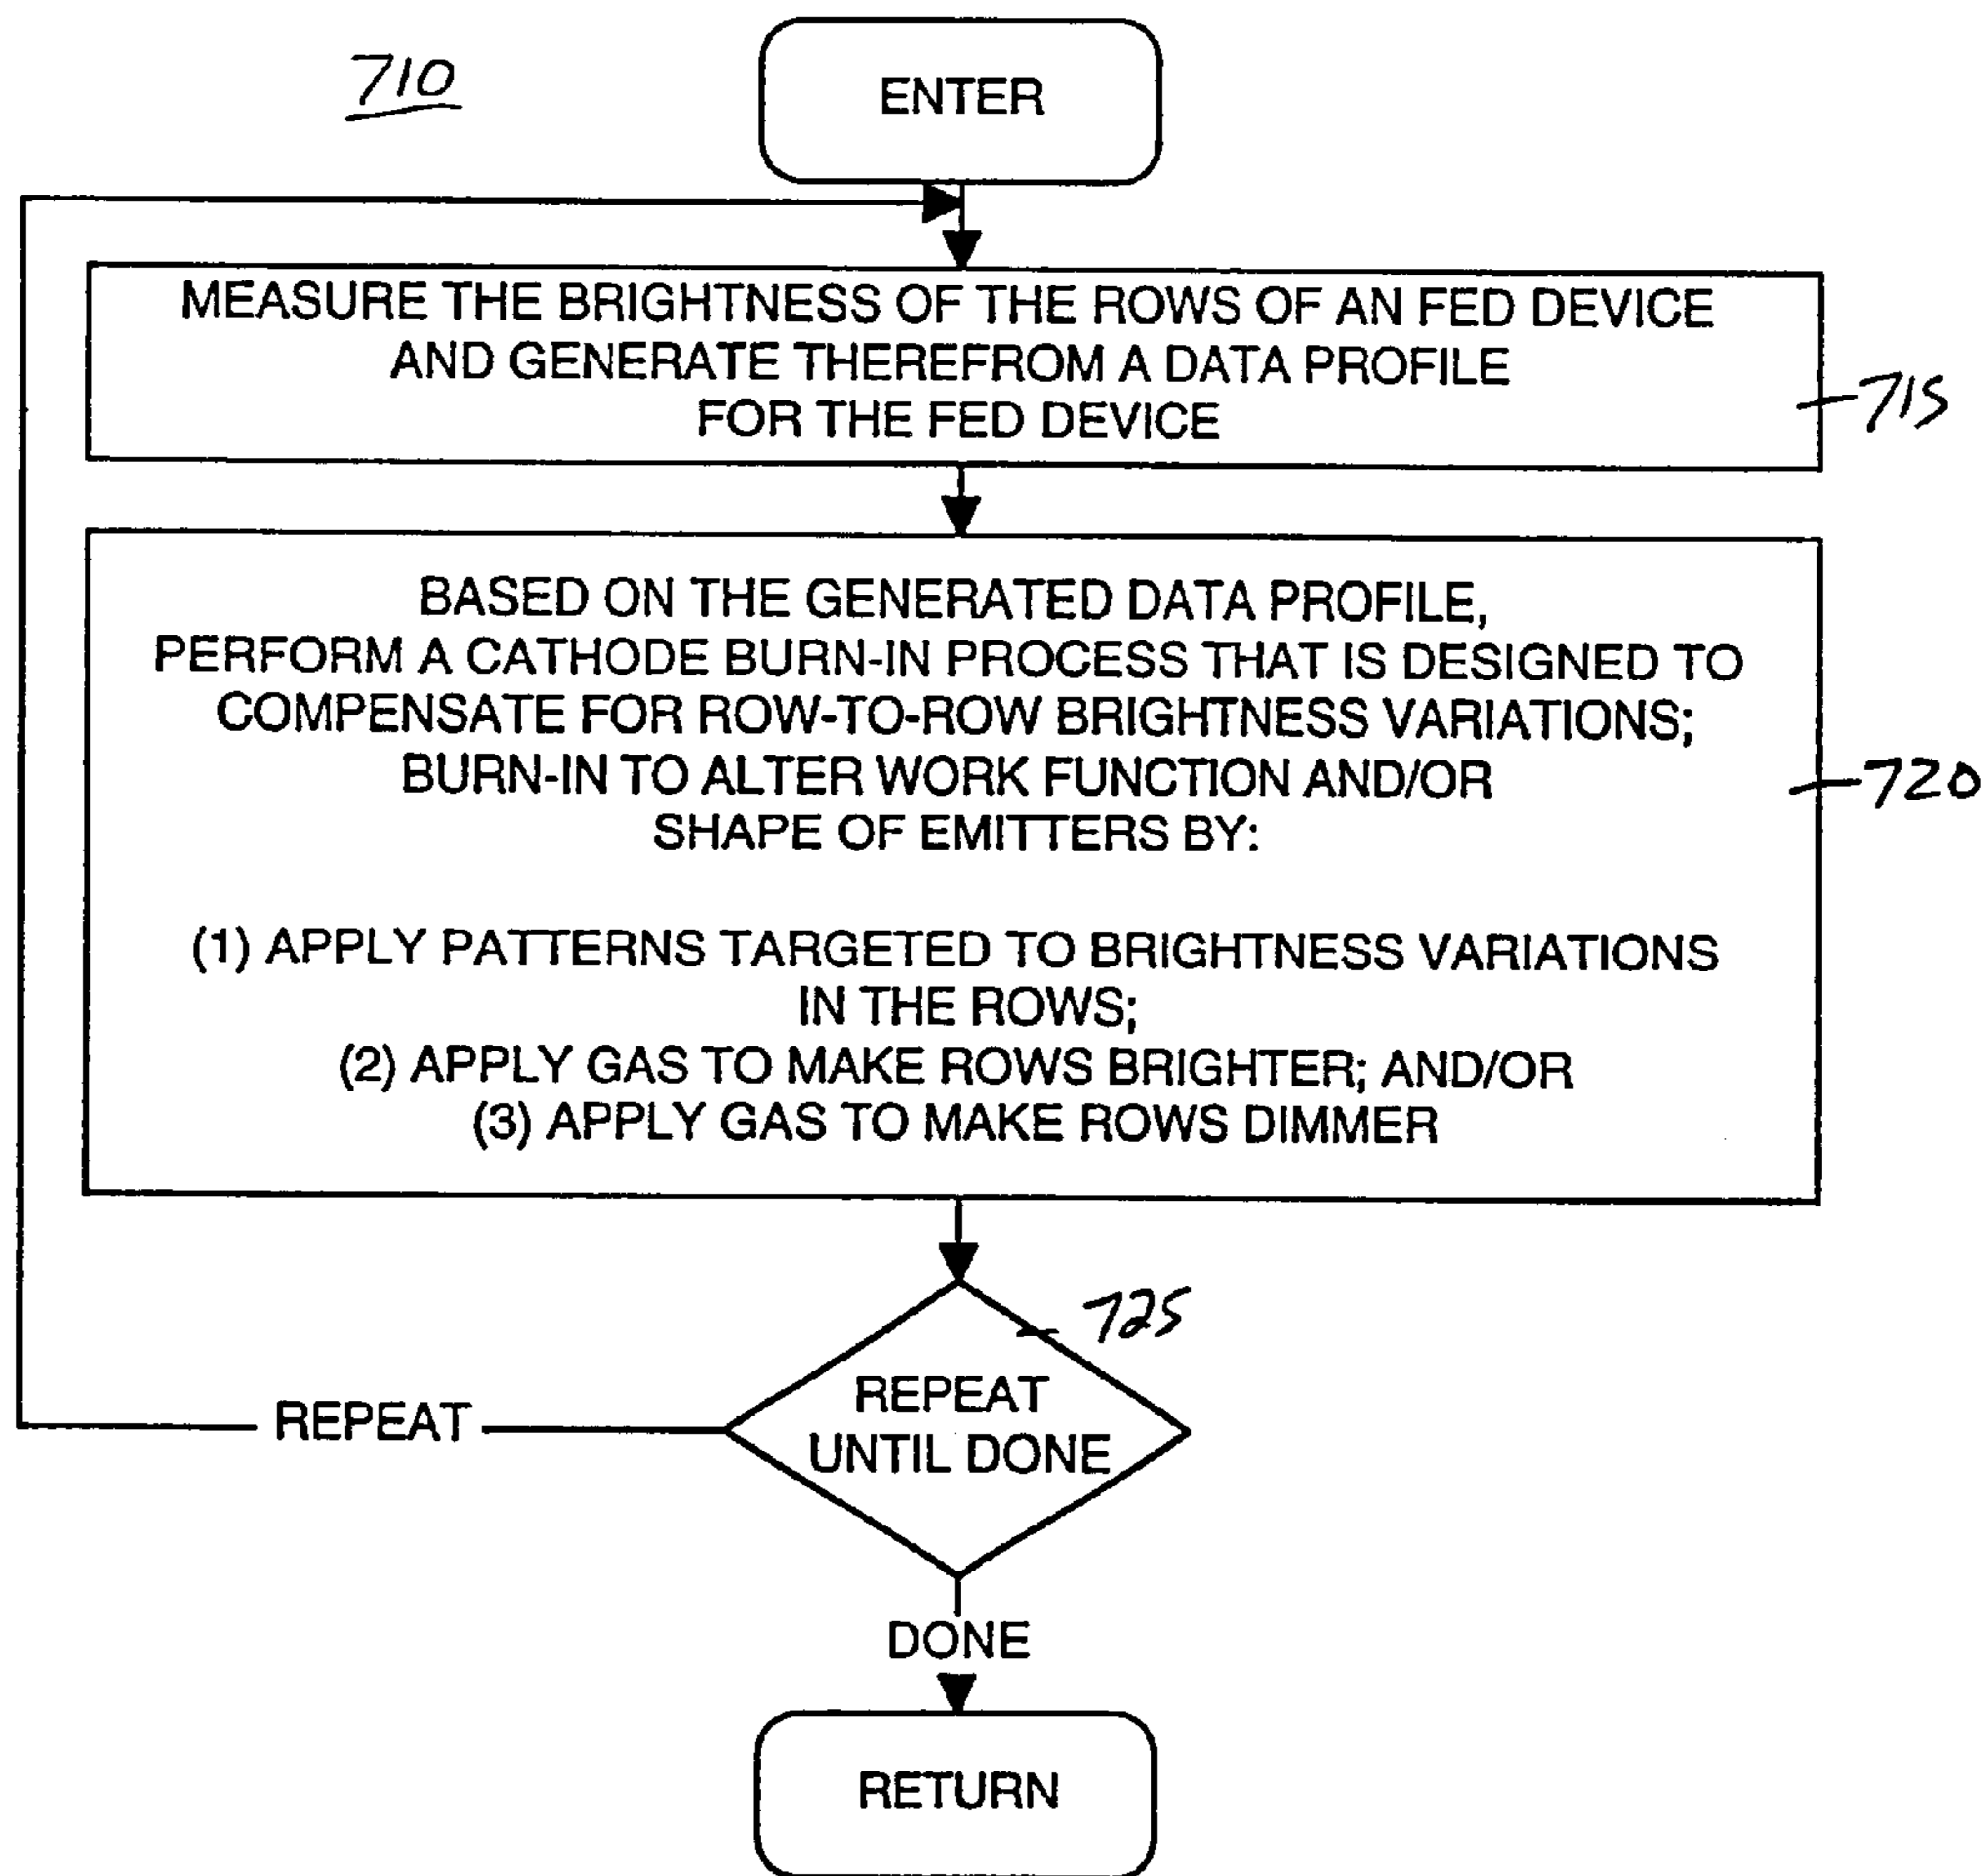 710
ENTER
MEASURE THE BRIGHTNESS OF THE ROWS OF AN FED DEVICE
AND GENERATE THEREFROM A DATA PROFILE
FOR THE FED DEVICE
715
BASED ON THE GENERATED DATA PROFILE,
PERFORM A CATHODE BURN-IN PROCESS THAT IS DESIGNED TO
COMPENSATE FOR ROW-TO-ROW BRIGHTNESS VARIATIONS;
BURN-IN TO ALTER WORK FUNCTION AND/OR
SHAPE OF EMITTERS BY:
(1) APPLY PATTERNS TARGETED TO BRIGHTNESS VARIATIONS
IN THE ROWS;
(2) APPLY GAS TO MAKE ROWS BRIGHTER; AND/OR
(3) APPLY GAS TO MAKE ROWS DIMMER
720
725
REPEAT
UNTIL DONE
REPEAT
DONE
RETURN